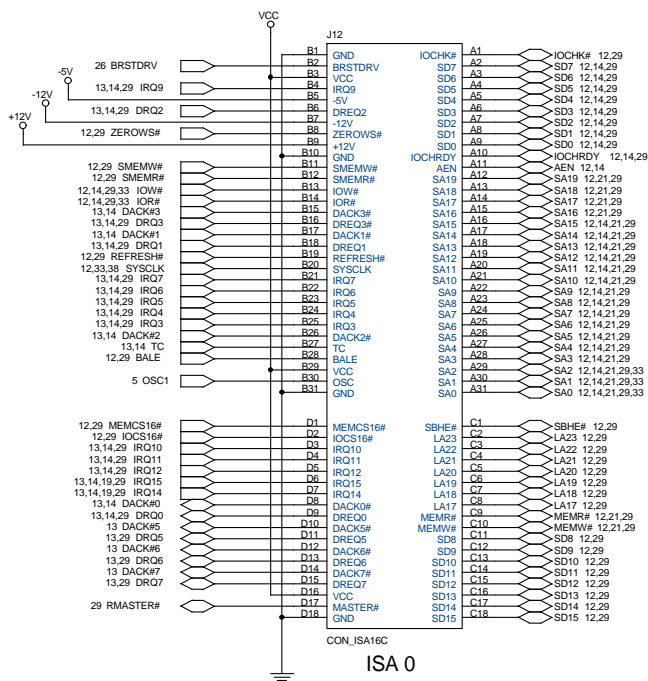 VCC
J12
-5V
-12V
+12V
26 BRSTDRV B1 GND IOCHK# A1 IOCHK# 12,29
B2 BRSTDRV SD7 A2 SD7 12,14,29
B3 VCC SD6 A3 SD6 12,14,29
13,14,29 IRQ9 B4 IRQ9 SD5 A4 SD5 12,14,29
B5 -5V SD4 A5 SD4 12,14,29
13,14,29 DRQ2 B6 DREQ2 SD3 A6 SD3 12,14,29
B7 -12V SD2 A7 SD2 12,14,29
12,29 ZEROWS# B8 ZEROWS# SD1 A8 SD1 12,14,29
B9 +12V SD0 A9 SD0 12,14,29
B10 GND IOCHRDY A10 IOCHRDY 12,14,29
12,29 SMEMW# B11 SMEMW# AEN A11 AEN 12,14
12,29 SMEMR# B12 SMEMR# SA19 A12 SA19 12,21,29
12,14,29,33 IOW# B13 IOW# SA18 A13 SA18 12,21,29
12,14,29,33 IOR# B14 IOR# SA17 A14 SA17 12,21,29
13,14 DACK#3 B15 DACK3# SA16 A15 SA16 12,21,29
13,14,29 DRQ3 B16 DREQ3# SA15 A16 SA15 12,14,21,29
13,14 DACK#1 B17 DACK1# SA14 A17 SA14 12,14,21,29
13,14,29 DRQ1 B18 DREQ1 SA13 A18 SA13 12,14,21,29
12,29 REFRESH# B19 REFRESH# SA12 A19 SA12 12,14,21,29
12,33,38 SYSCLK B20 SYSCLK SA11 A20 SA11 12,14,21,29
13,14,29 IRQ7 B21 IRQ7 SA10 A21 SA10 12,14,21,29
13,14,29 IRQ6 B22 IRQ6 SA9 A22 SA9 12,14,21,29
13,14,29 IRQ5 B23 IRQ5 SA8 A23 SA8 12,14,21,29
13,14,29 IRQ4 B24 IRQ4 SA7 A24 SA7 12,14,21,29
13,14,29 IRQ3 B25 IRQ3 SA6 A25 SA6 12,14,21,29
13,14 DACK#2 B26 DACK2# SA5 A26 SA5 12,14,21,29
13,14 TC B27 TC SA4 A27 SA4 12,14,21,29
12,29 BALE B28 BALE SA3 A28 SA3 12,14,21,29
B29 VCC SA2 A29 SA2 12,14,21,29,33
5 OSC1 B30 OSC SA1 A30 SA1 12,14,21,29,33
B31 GND SA0 A31 SA0 12,14,21,29,33
12,29 MEMCS16# D1 MEMCS16# SBHE# C1 SBHE# 12,29
12,29 IOCS16# D2 IOCS16# LA23 C2 LA23 12,29
13,14,29 IRQ10 D3 IRQ10 LA22 C3 LA22 12,29
13,14,29 IRQ11 D4 IRQ11 LA21 C4 LA21 12,29
13,14,29 IRQ12 D5 IRQ12 LA20 C5 LA20 12,29
13,14,19,29 IRQ15 D6 IRQ15 LA19 C6 LA19 12,29
13,14,19,29 IRQ14 D7 IRQ14 LA18 C7 LA18 12,29
13,14 DACK#0 D8 DACK0# LA17 C8 LA17 12,29
13,14,29 DRQ0 D9 DREQ0 MEMR# C9 MEMR# 12,21,29
13 DACK#5 D10 DACK5# MEMW# C10 MEMW# 12,21,29
13,29 DRQ5 D11 DREQ5 SD8 C11 SD8 12,29
13 DACK#6 D12 DACK6# SD9 C12 SD9 12,29
13,29 DRQ6 D13 DREQ6 SD10 C13 SD10 12,29
13 DACK#7 D14 DACK7# SD11 C14 SD11 12,29
13,29 DRQ7 D15 DREQ7 SD12 C15 SD12 12,29
D16 VCC SD13 C16 SD13 12,29
29 RMASTER# D17 MASTER# SD14 C17 SD14 12,29
D18 GND SD15 C18 SD15 12,29
CON_ISA16C
ISA 0